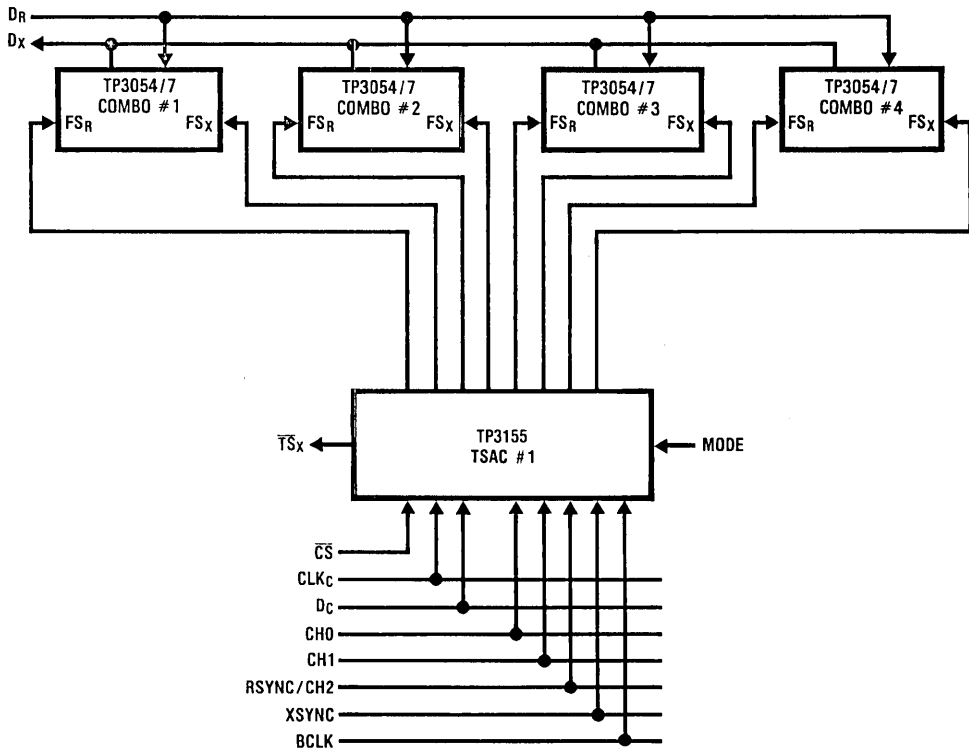 DR
DX
TP3054/7
COMBO #1
FSR FSX
TP3054/7
COMBO #2
FSR FSX
TP3054/7
COMBO #3
FSR FSX
TP3054/7
COMBO #4
FSR FSX
TSX
TP3155
TSAC #1
MODE
CS
CLKC
DC
CH0
CH1
RSYNC/CH2
XSYNC
BCLK